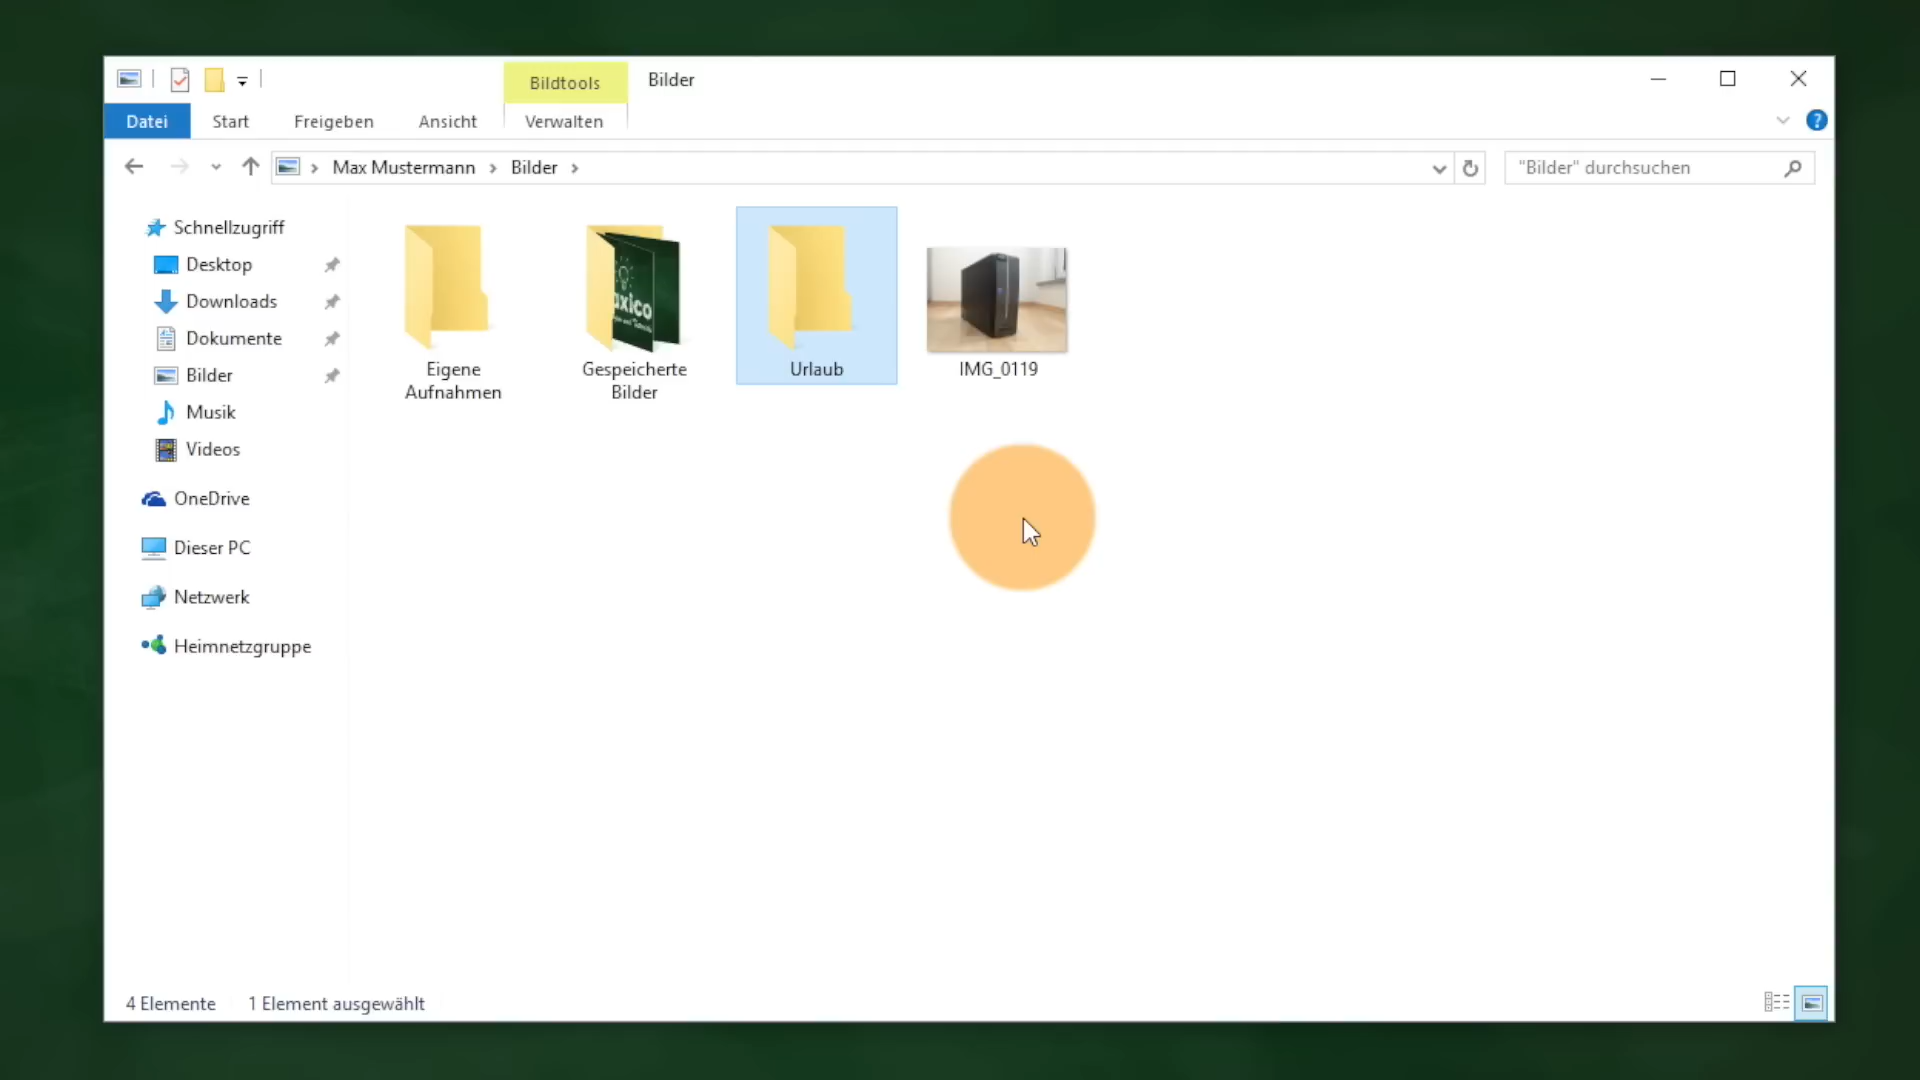 Bildtools Bilder
Datei Start Freigeben Ansicht Verwalten
Max Mustermann Bilder "Bilder" durchsuchen
Schnellzugriff
Desktop
Downloads
Dokumente
Bilder
Musik
Videos
OneDrive
Dieser PC
Netzwerk
Heimnetzgruppe
Eigene
Aufnahmen
Gespeicherte
Bilder
Urlaub
IMG_0119
4 Elemente 1 Element ausgewählt